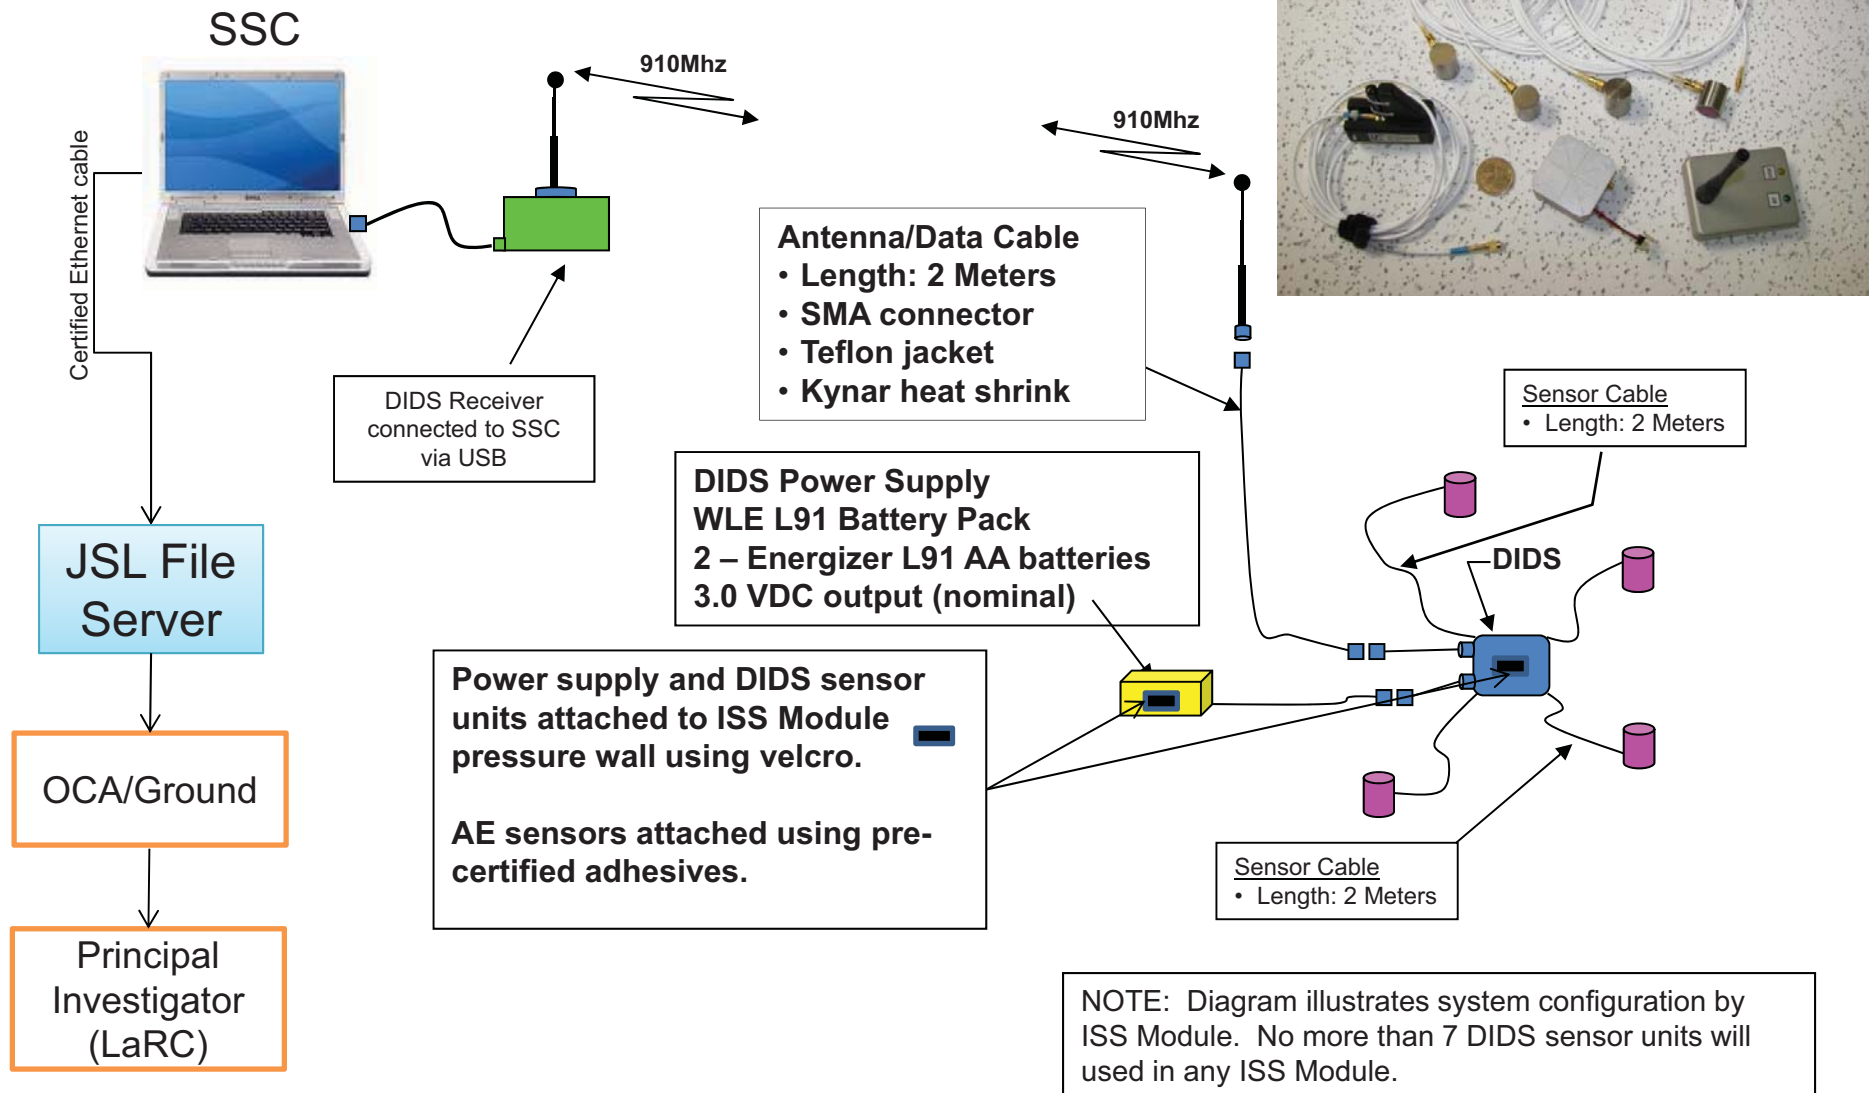 SSC
910Mhz
910Mhz
Certified Ethernet cable
Antenna/Data Cable
• Length: 2 Meters
• SMA connector
• Teflon jacket
• Kynar heat shrink
DIDS Receiver
connected to SSC
via USB
Sensor Cable
• Length: 2 Meters
DIDS Power Supply
WLE L91 Battery Pack
2 – Energizer L91 AA batteries
3.0 VDC output (nominal)
DIDS
JSL File
Server
Power supply and DIDS sensor
units attached to ISS Module
pressure wall using velcro.
AE sensors attached using pre-
certified adhesives.
OCA/Ground
Sensor Cable
• Length: 2 Meters
Principal
Investigator
(LaRC)
NOTE:  Diagram illustrates system configuration by
ISS Module.  No more than 7 DIDS sensor units will
used in any ISS Module.